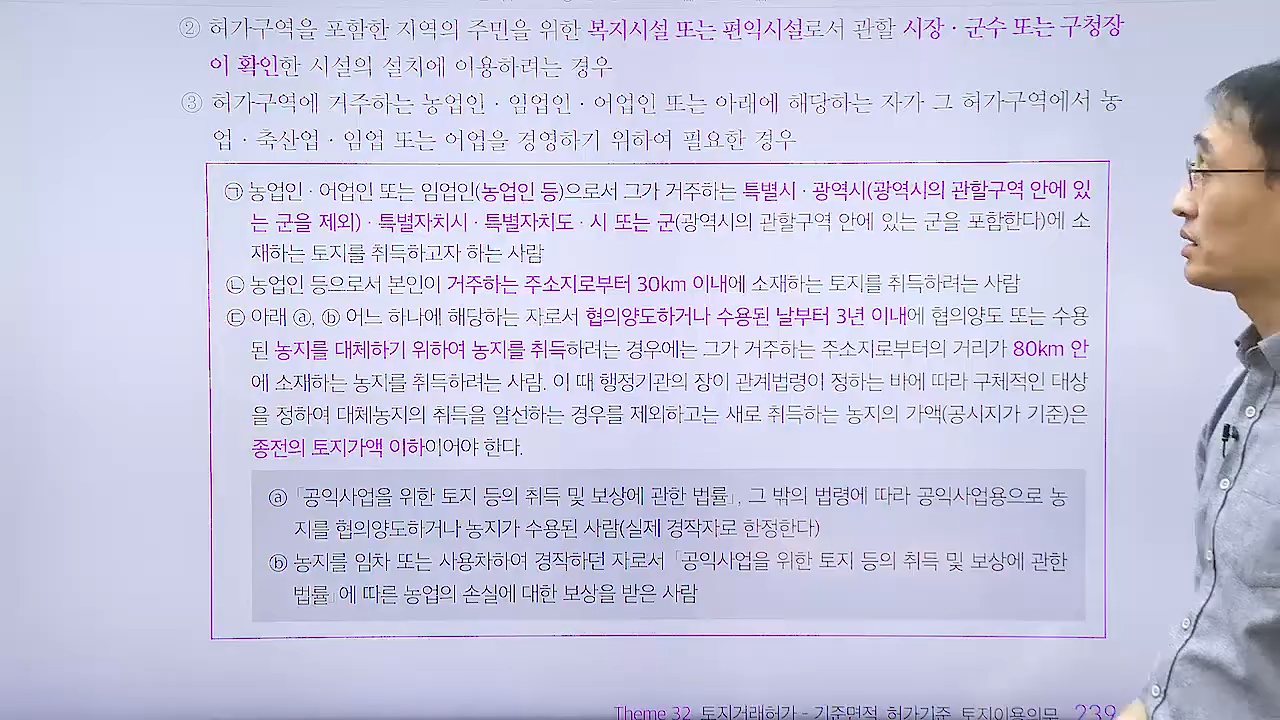 ② 허가구역을 포함한 지역의 주민을 위한 복지시설 또는 편익시설로서 관할 시장 · 군수 또는 구청장
이 확인한 시설의 설치에 이용하려는 경우
③ 허가구역에 거주하는 농업인 · 임업인 · 어업인 또는 아래에 해당하는 자가 그 허가구역에서 농
업 · 축산업 · 임업 또는 어업을 경영하기 위하여 필요한 경우
㉠ 농업인 · 어업인 또는 임업인(농업인 등)으로서 그가 거주하는 특별시 · 광역시(광역시의 관할구역 안에 있
는 군을 제외) · 특별자치시 · 특별자치도 · 시 또는 군(광역시의 관할구역 안에 있는 군을 포함한다)에 소
재하는 토지를 취득하고자 하는 사람
㉡ 농업인 등으로서 본인이 거주하는 주소지로부터 30km 이내에 소재하는 토지를 취득하려는 사람
㉢ 아래 ⓐ, ⓑ 어느 하나에 해당하는 자로서 협의양도하거나 수용된 날부터 3년 이내에 협의양도 또는 수용
된 농지를 대체하기 위하여 농지를 취득하려는 경우에는 그가 거주하는 주소지로부터의 거리가 80km 안
에 소재하는 농지를 취득하려는 사람. 이 때 행정기관의 장이 관계법령이 정하는 바에 따라 구체적인 대상
을 정하여 대체농지의 취득을 알선하는 경우를 제외하고는 새로 취득하는 농지의 가액(공시지가 기준)은
종전의 토지가액 이하이어야 한다.
ⓐ 「공익사업을 위한 토지 등의 취득 및 보상에 관한 법률」, 그 밖의 법령에 따라 공익사업용으로 농
지를 협의양도하거나 농지가 수용된 사람(실제 경작자로 한정한다)
ⓑ 농지를 임차 또는 사용차하여 경작하던 자로서 「공익사업을 위한 토지 등의 취득 및 보상에 관한
법률」에 따른 농업의 손실에 대한 보상을 받은 사람
Theme 32 토지거래허가 - 기준면적, 허가기준, 토지이용의무 239